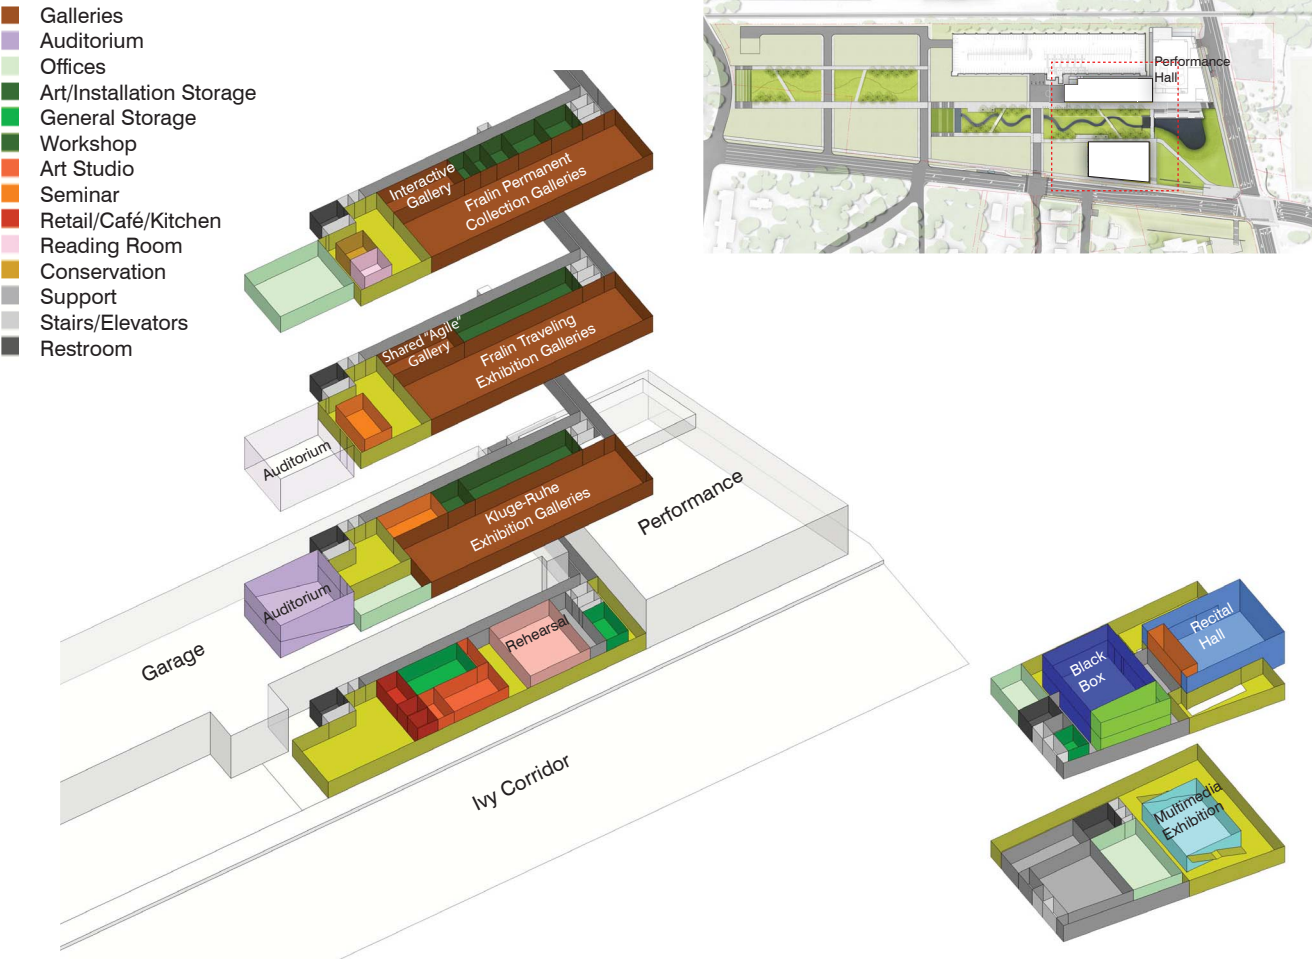 Galleries
Auditorium
Offices
Art/Installation Storage
General Storage
Workshop
Art Studio
Seminar
Retail/Café/Kitchen
Reading Room
Conservation
Support
Stairs/Elevators
Restroom
Performance
Hall
Interactive
Gallery
Fralin Permanent
Collection Galleries
Shared "Agile"
Gallery
Fralin Traveling
Exhibition Galleries
Auditorium
Kluge-Ruhe
Exhibition Galleries
Performance
Auditorium
Garage
Rehearsal
Ivy Corridor
Recital
Hall
Black
Box
Multimedia
Exhibition